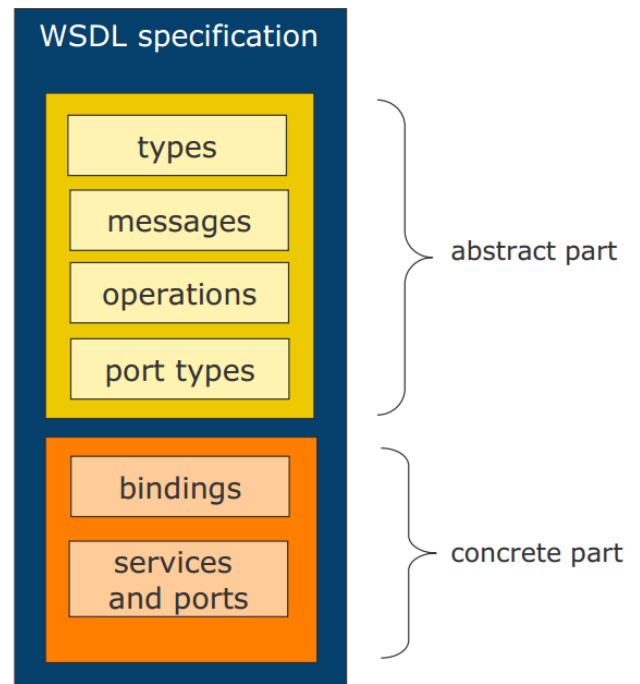 WSDL specification
types
messages
operations
port types
abstract part
bindings
services
and ports
concrete part